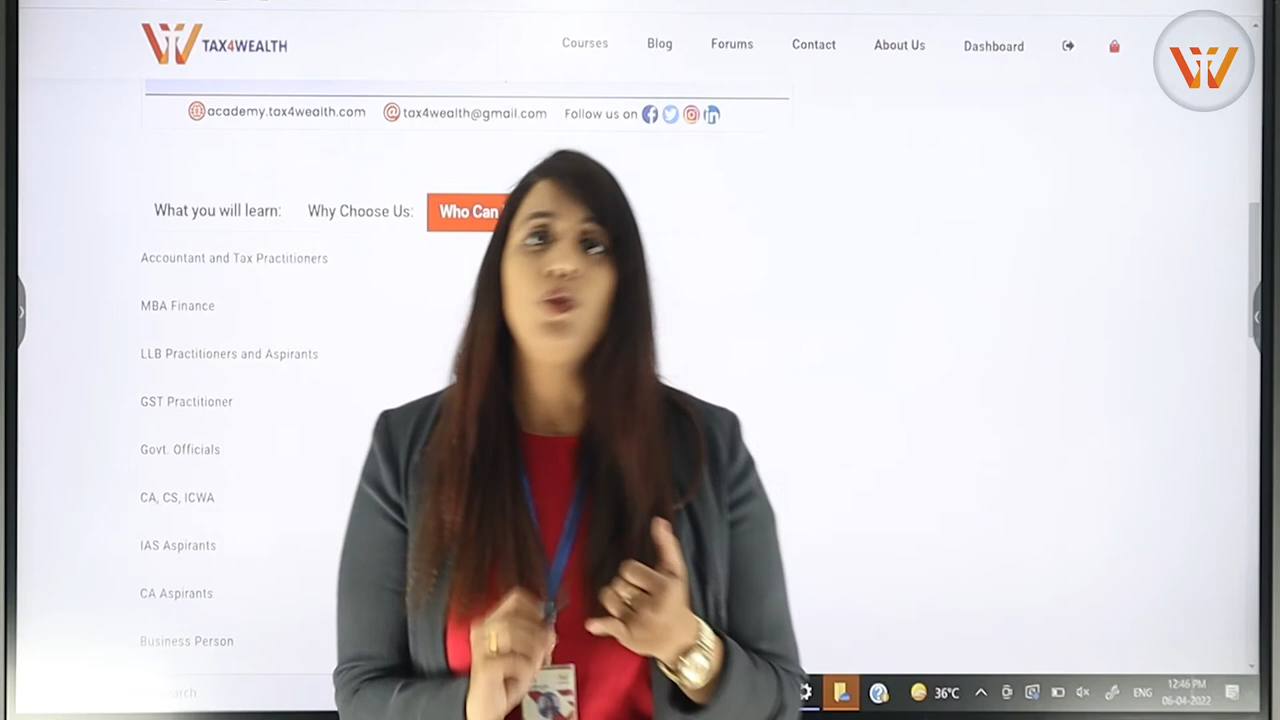 TAX4WEALTH
Courses Blog Forums Contact About Us Dashboard
academy.tax4wealth.com tax4wealth@gmail.com Follow us on
What you will learn: Why Choose Us: Who Can
Accountant and Tax Practitioners
MBA Finance
LLB Practitioners and Aspirants
GST Practitioner
Govt. Officials
CA, CS, ICWA
IAS Aspirants
CA Aspirants
Business Person
36°C ENG 12:46 PM
06-04-2022